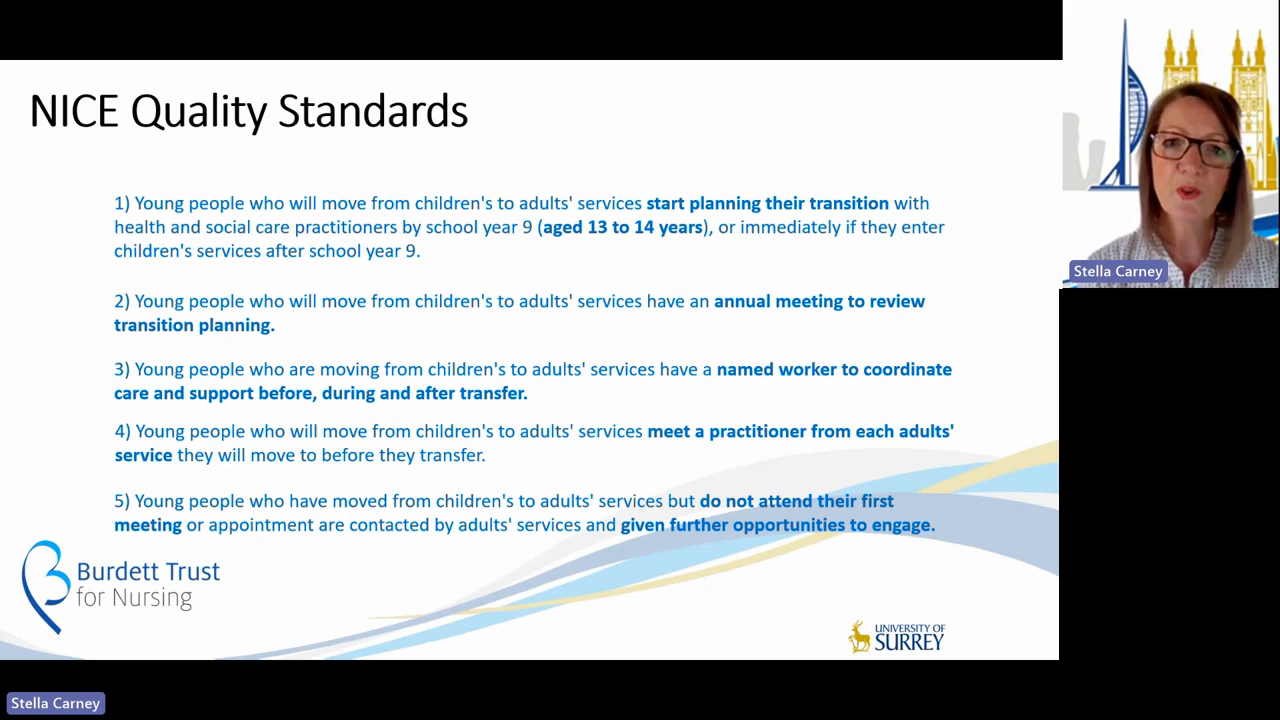 NICE Quality Standards
1) Young people who will move from children's to adults' services start planning their transition with
health and social care practitioners by school year 9 (aged 13 to 14 years), or immediately if they enter
children's services after school year 9.
2) Young people who will move from children's to adults' services have an annual meeting to review
transition planning.
3) Young people who are moving from children's to adults' services have a named worker to coordinate
care and support before, during and after transfer.
4) Young people who will move from children's to adults' services meet a practitioner from each adults'
service they will move to before they transfer.
5) Young people who have moved from children's to adults' services but do not attend their first
meeting or appointment are contacted by adults' services and given further opportunities to engage.
Burdett Trust
for Nursing
UNIVERSITY OF
SURREY
Stella Carney
Stella Carney